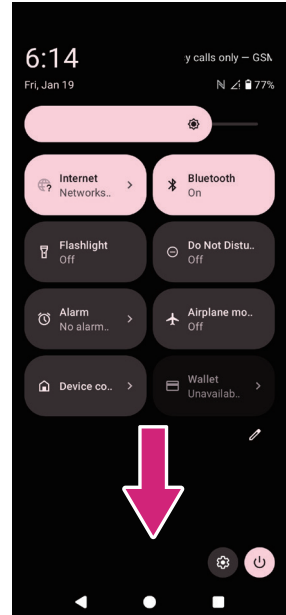 6:14
y calls only — GSM
Fri, Jan 19
77%
Internet
Networks..
Bluetooth
On
Flashlight
Off
Do Not Distu..
Off
Alarm
No alarm..
Airplane mo..
Off
Device co..
Wallet
Unavailab..